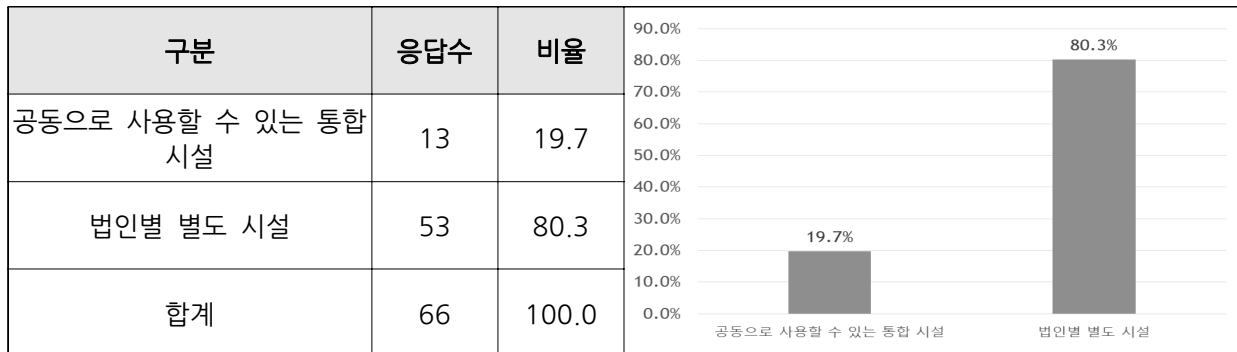 구분 응답수 비율
공동으로 사용할 수 있는 통합
시설 13 19.7
법인별 별도 시설 53 80.3
합계 66 100.0
90.0%
80.0%
70.0%
60.0%
50.0%
40.0%
30.0%
20.0%
10.0%
0.0%
19.7%
80.3%
공동으로 사용할 수 있는 통합 시설
법인별 별도 시설